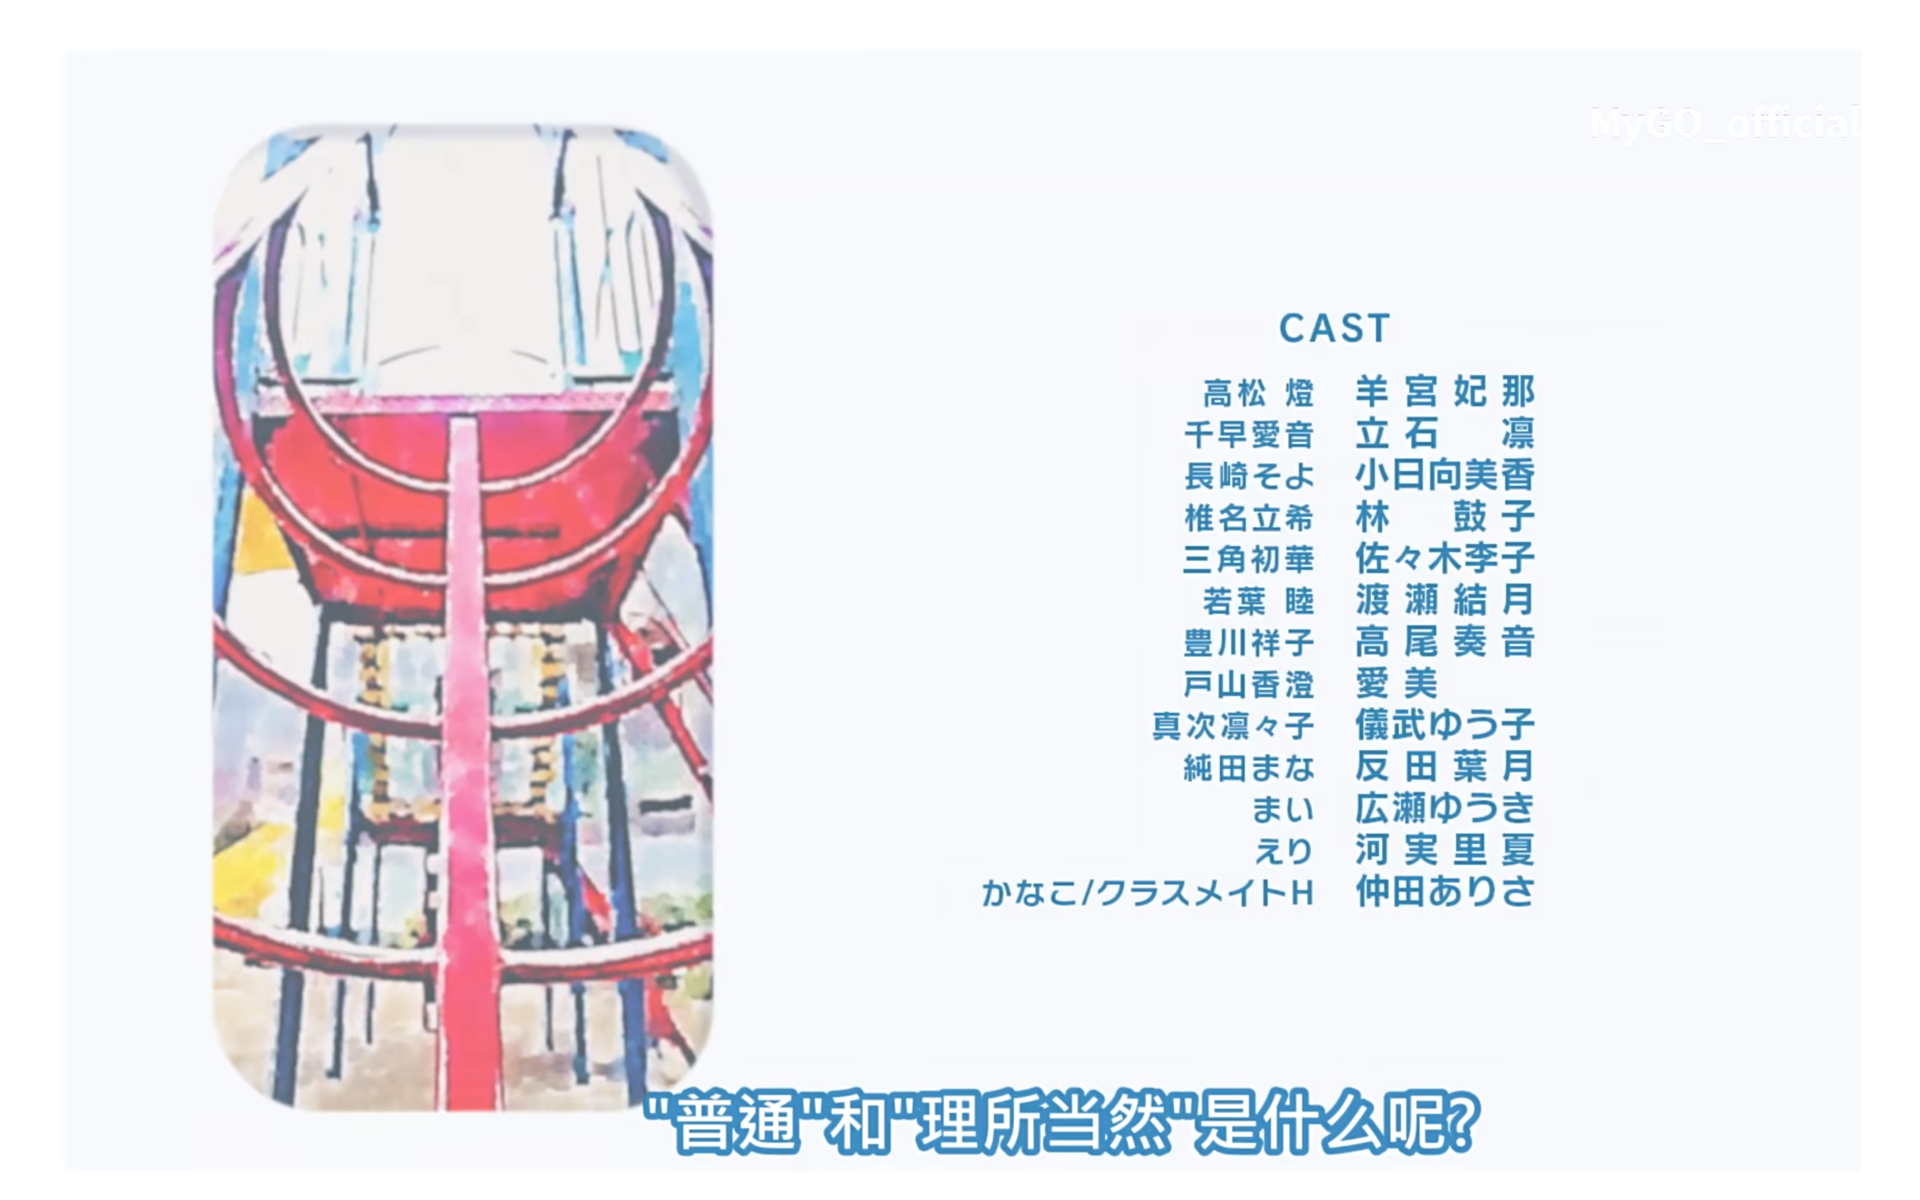 MyGO_official
CAST
高松 燈 羊宮妃那
千早愛音 立石 凛
長崎そよ 小日向美香
椎名立希 林 鼓子
三角初華 佐々木李子
若葉 睦 渡瀬結月
豊川祥子 高尾奏音
戸山香澄 愛美
真次凛々子 儀武ゆう子
純田まな 反田葉月
まい 広瀬ゆうき
えり 河実里夏
かなこ/クラスメイトH 仲田ありさ
"普通"和"理所当然"是什么呢?